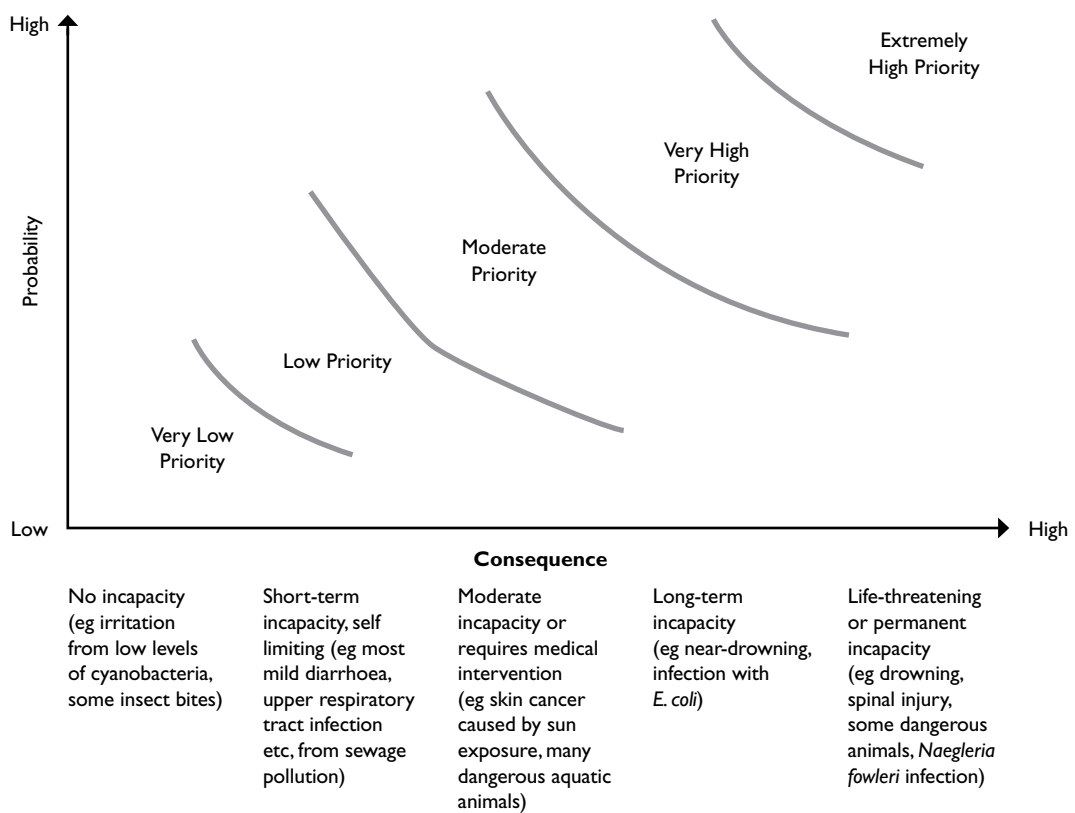 High
Extremely
High Priority
Very High
Priority
Probability
Moderate
Priority
Low Priority
Very Low
Priority
Low
High
Consequence
No incapacity
(eg irritation
from low levels
of cyanobacteria,
some insect bites)
Short-term
incapacity, self
limiting (eg most
mild diarrhoea,
upper respiratory
tract infection
etc, from sewage
pollution)
Moderate
incapacity or
requires medical
intervention
(eg skin cancer
caused by sun
exposure, many
dangerous aquatic
animals)
Long-term
incapacity
(eg near-drowning,
infection with
E. coli)
Life-threatening
or permanent
incapacity
(eg drowning,
spinal injury,
some dangerous
animals, Naegleria
fowleri infection)